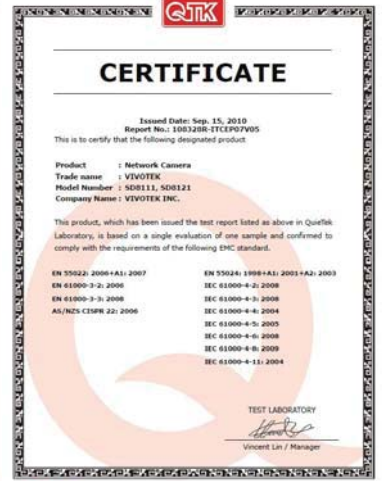 QTK
CERTIFICATE
Issued Date: Sep. 15, 2010
Report No.: 108328R-ITCEP07V05
This is to certify that the following designated product
Product : Network Camera
Trade name : VIVOTEK
Model Number : SD8111, SD8121
Company Name : VIVOTEK INC.
This product, which has been issued the test report listed as above in QuieTek
Laboratory, is based on a single evaluation of one sample and confirmed to
comply with the requirements of the following EMC standard.
EN 55022: 2006+A1: 2007 EN 55024: 1998+A1: 2001+A2: 2003
EN 61000-3-2: 2006 IEC 61000-4-2: 2008
EN 61000-3-3: 2008 IEC 61000-4-3: 2008
AS/NZS CISPR 22: 2006 IEC 61000-4-4: 2004
IEC 61000-4-5: 2005
IEC 61000-4-6: 2008
IEC 61000-4-8: 2009
IEC 61000-4-11: 2004
TEST LABORATORY
Vincent Lin / Manager